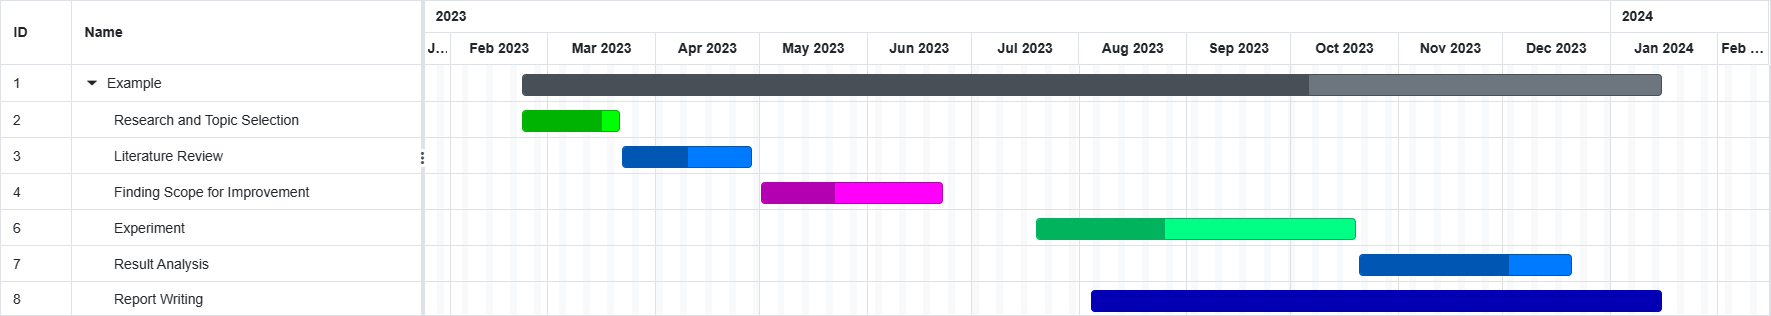 ID Name 2023 2024
J... Feb 2023 Mar 2023 Apr 2023 May 2023 Jun 2023 Jul 2023 Aug 2023 Sep 2023 Oct 2023 Nov 2023 Dec 2023 Jan 2024 Feb ...
1 Example
2 Research and Topic Selection
3 Literature Review
4 Finding Scope for Improvement
6 Experiment
7 Result Analysis
8 Report Writing